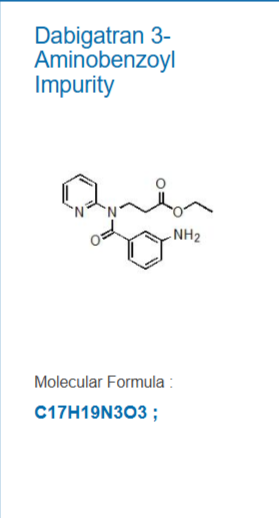 Dabigatran 3-
Aminobenzoyl
Impurity
O
N
N
O
O
NH2
Molecular Formula :
C17H19N3O3 ;